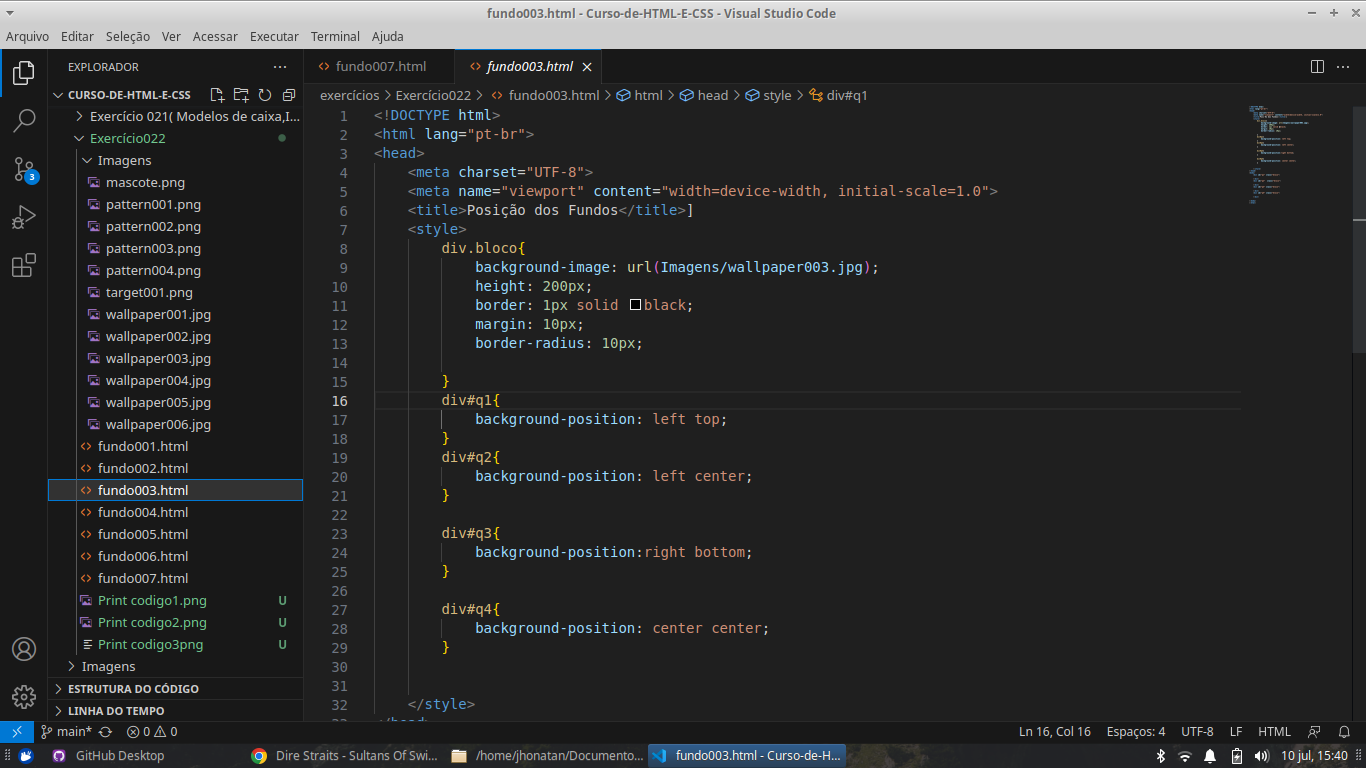 fundo003.html - Curso-de-HTML-E-CSS - Visual Studio Code
Arquivo Editar Seleção Ver Acessar Executar Terminal Ajuda
EXPLORADOR
CURSO-DE-HTML-E-CSS
Exercício 021( Modelos de caixa,I...
Exercício022
Imagens
mascote.png
pattern001.png
pattern002.png
pattern003.png
pattern004.png
target001.png
wallpaper001.jpg
wallpaper002.jpg
wallpaper003.jpg
wallpaper004.jpg
wallpaper005.jpg
wallpaper006.jpg
fundo001.html
fundo002.html
fundo003.html
fundo004.html
fundo005.html
fundo006.html
fundo007.html
Print codigo1.png U
Print codigo2.png U
Print codigo3png U
Imagens
ESTRUTURA DO CÓDIGO
LINHA DO TEMPO
3
fundo007.html fundo003.html
exercícios > Exercício022 > fundo003.html > html > head > style > div#q1
1 <!DOCTYPE html>
2 <html lang="pt-br">
3 <head>
4 <meta charset="UTF-8">
5 <meta name="viewport" content="width=device-width, initial-scale=1.0">
6 <title>Posição dos Fundos</title>]
7 <style>
8 div.bloco{
9 background-image: url(Imagens/wallpaper003.jpg);
10 height: 200px;
11 border: 1px solid black;
12 margin: 10px;
13 border-radius: 10px;
14
15 }
16 div#q1{
17 background-position: left top;
18 }
19 div#q2{
20 background-position: left center;
21 }
22
23 div#q3{
24 background-position:right bottom;
25 }
26
27 div#q4{
28 background-position: center center;
29 }
30
31
32 </style>
33 </head>
main* 0 0 Ln 16, Col 16 Espaços: 4 UTF-8 LF HTML
GitHub Desktop Dire Straits - Sultans Of Swi... /home/jhonatan/Documento... fundo003.html - Curso-de-H... 10 jul, 15:40